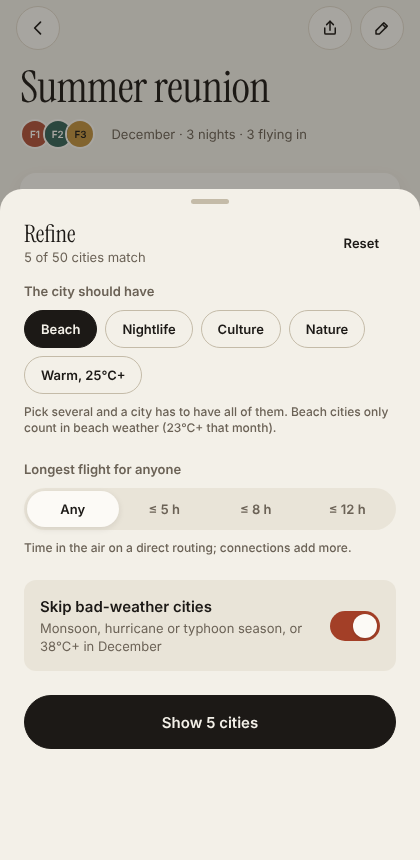 Summer reunion
F1 F2 F3 December · 3 nights · 3 flying in
Refine
5 of 50 cities match
Reset
The city should have
Beach Nightlife Culture Nature
Warm, 25°C+
Pick several and a city has to have all of them. Beach cities only
count in beach weather (23°C+ that month).
Longest flight for anyone
Any ≤ 5 h ≤ 8 h ≤ 12 h
Time in the air on a direct routing; connections add more.
Skip bad-weather cities
Monsoon, hurricane or typhoon season, or
38°C+ in December
Show 5 cities